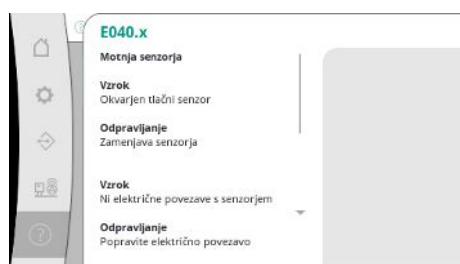 E040.x
Motnja senzorja
Vzrok
Okvarjen tlačni senzor
Odpravljanje
Zamenjava senzorja
Vzrok
Ni električne povezave s senzorjem
Odpravljanje
Popravite električno povezavo